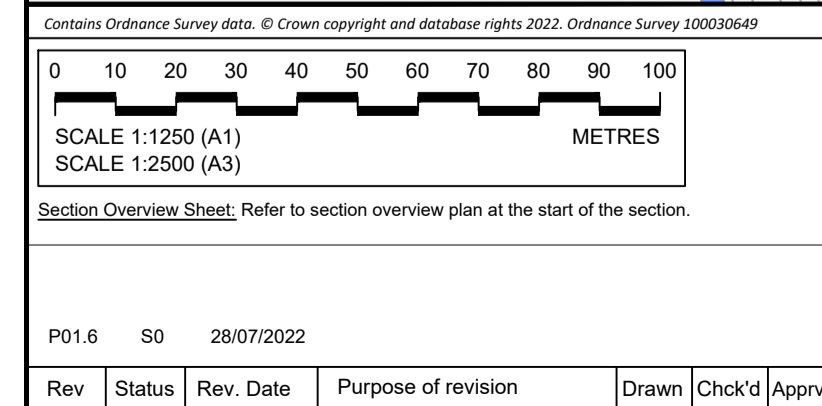 Contains Ordnance Survey data. © Crown copyright and database rights 2022. Ordnance Survey 100030649
0 10 20 30 40 50 60 70 80 90 100
SCALE 1:1250 (A1) METRES
SCALE 1:2500 (A3)
Section Overview Sheet: Refer to section overview plan at the start of the section.
P01.6 S0 28/07/2022
Rev Status Rev. Date Purpose of revision Drawn Chck'd Apprv